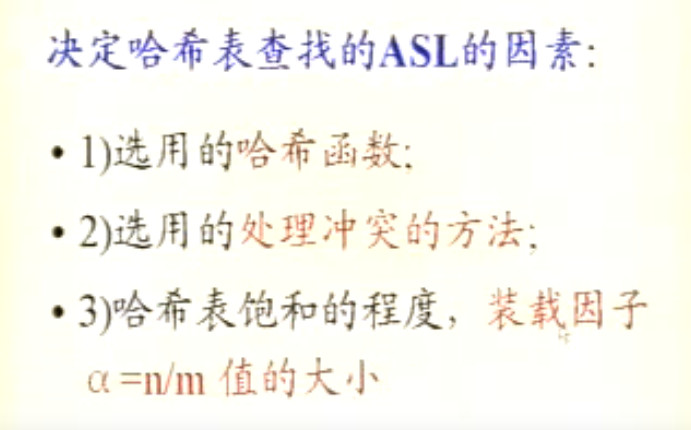 决定哈希表查找的ASL的因素:
• 1)选用的哈希函数;
• 2)选用的处理冲突的方法;
• 3)哈希表饱和的程度，装载因子
α=n/m 值的大小